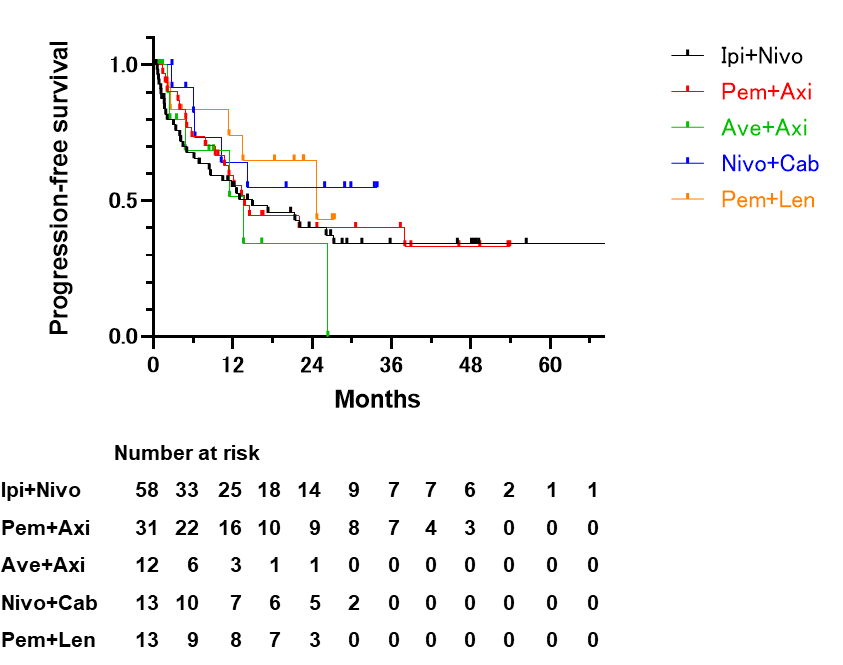 Progression-free survival
1.0
0.5
0.0
0 12 24 36 48 60
Months
Ipi+Nivo
Pem+Axi
Ave+Axi
Nivo+Cab
Pem+Len
Number at risk
Ipi+Nivo 58 33 25 18 14 9 7 7 6 2 1 1
Pem+Axi 31 22 16 10 9 8 7 4 3 0 0 0
Ave+Axi 12 6 3 1 1 0 0 0 0 0 0 0
Nivo+Cab 13 10 7 6 5 2 0 0 0 0 0 0
Pem+Len 13 9 8 7 3 0 0 0 0 0 0 0